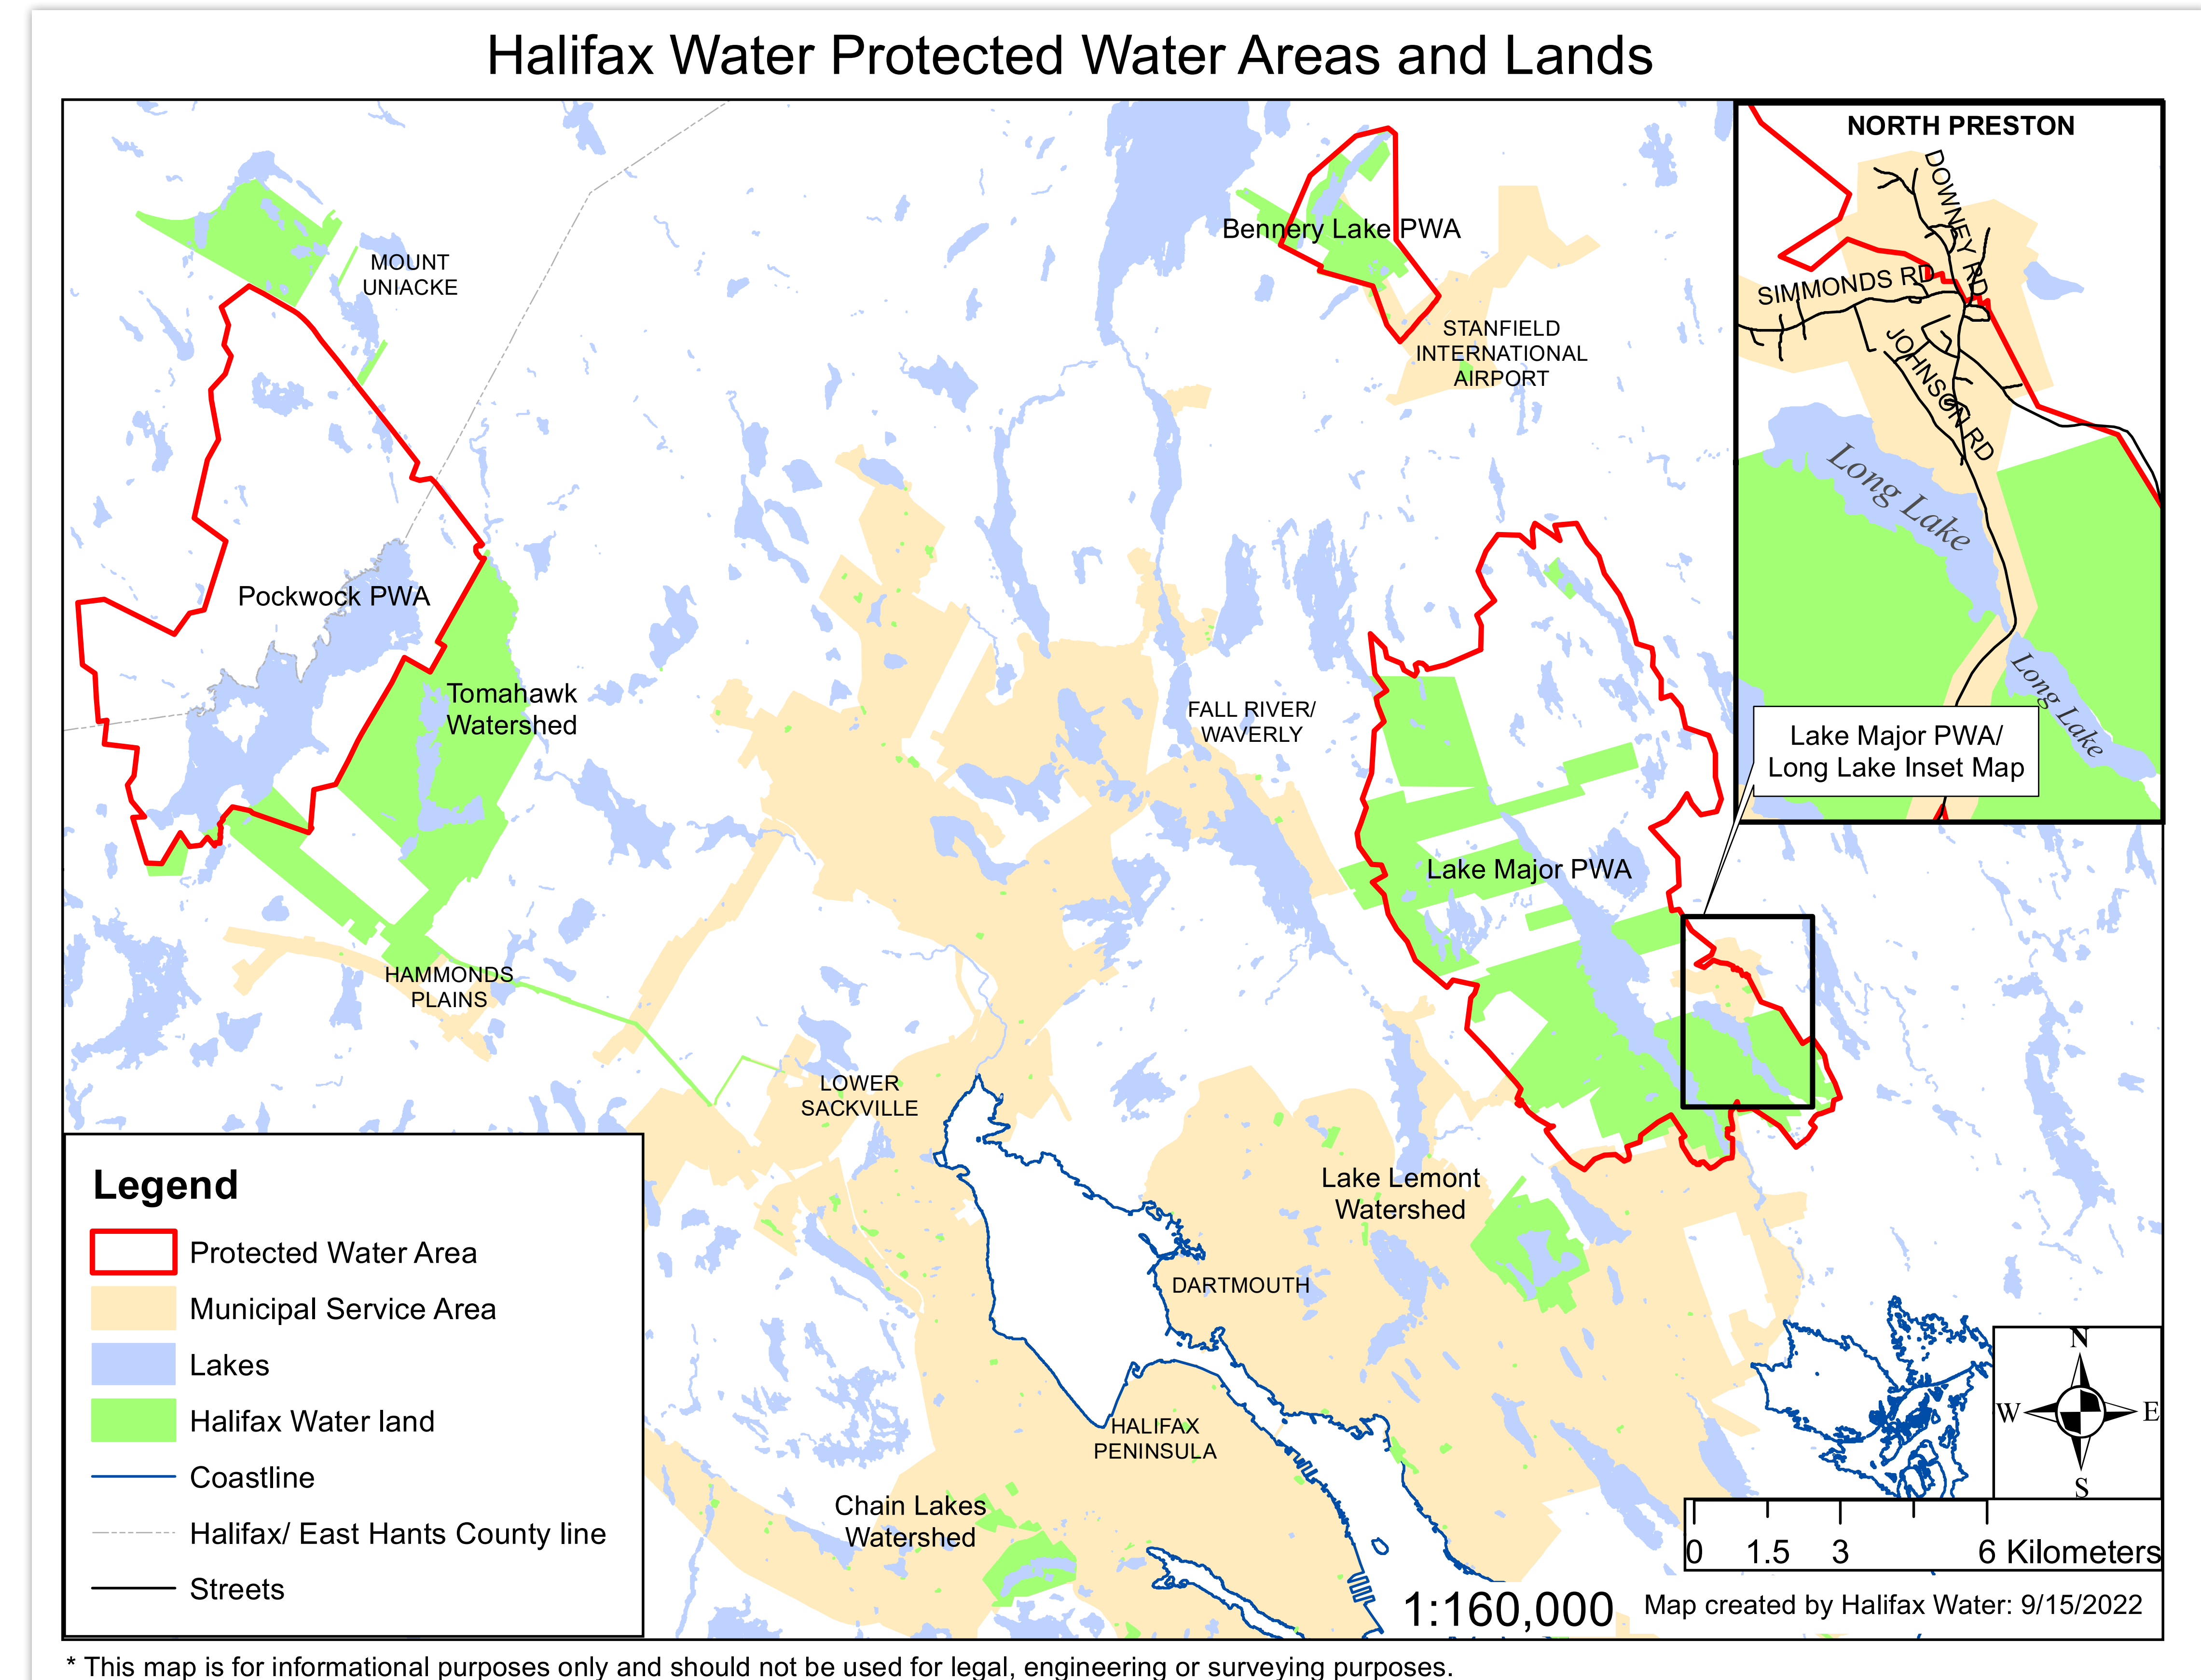 Halifax Water Protected Water Areas and Lands
NORTH PRESTON
DOWNEY RD
SIMMONDS RD
JOHNSON RD
Long Lake
Long Lake
Lake Major PWA/
Long Lake Inset Map
Bennery Lake PWA
MOUNT
UNIACKE
STANFIELD
INTERNATIONAL
AIRPORT
Pockwock PWA
Tomahawk
Watershed
FALL RIVER/
WAVERLY
Lake Major PWA
HAMMONDS
PLAINS
LOWER
SACKVILLE
Lake Lemont
Watershed
DARTMOUTH
HALIFAX
PENINSULA
Chain Lakes
Watershed
Legend
Protected Water Area
Municipal Service Area
Lakes
Halifax Water land
Coastline
Halifax/ East Hants County line
Streets
N
W
E
S
0 1.5 3 6 Kilometers
1:160,000
Map created by Halifax Water: 9/15/2022
* This map is for informational purposes only and should not be used for legal, engineering or surveying purposes.